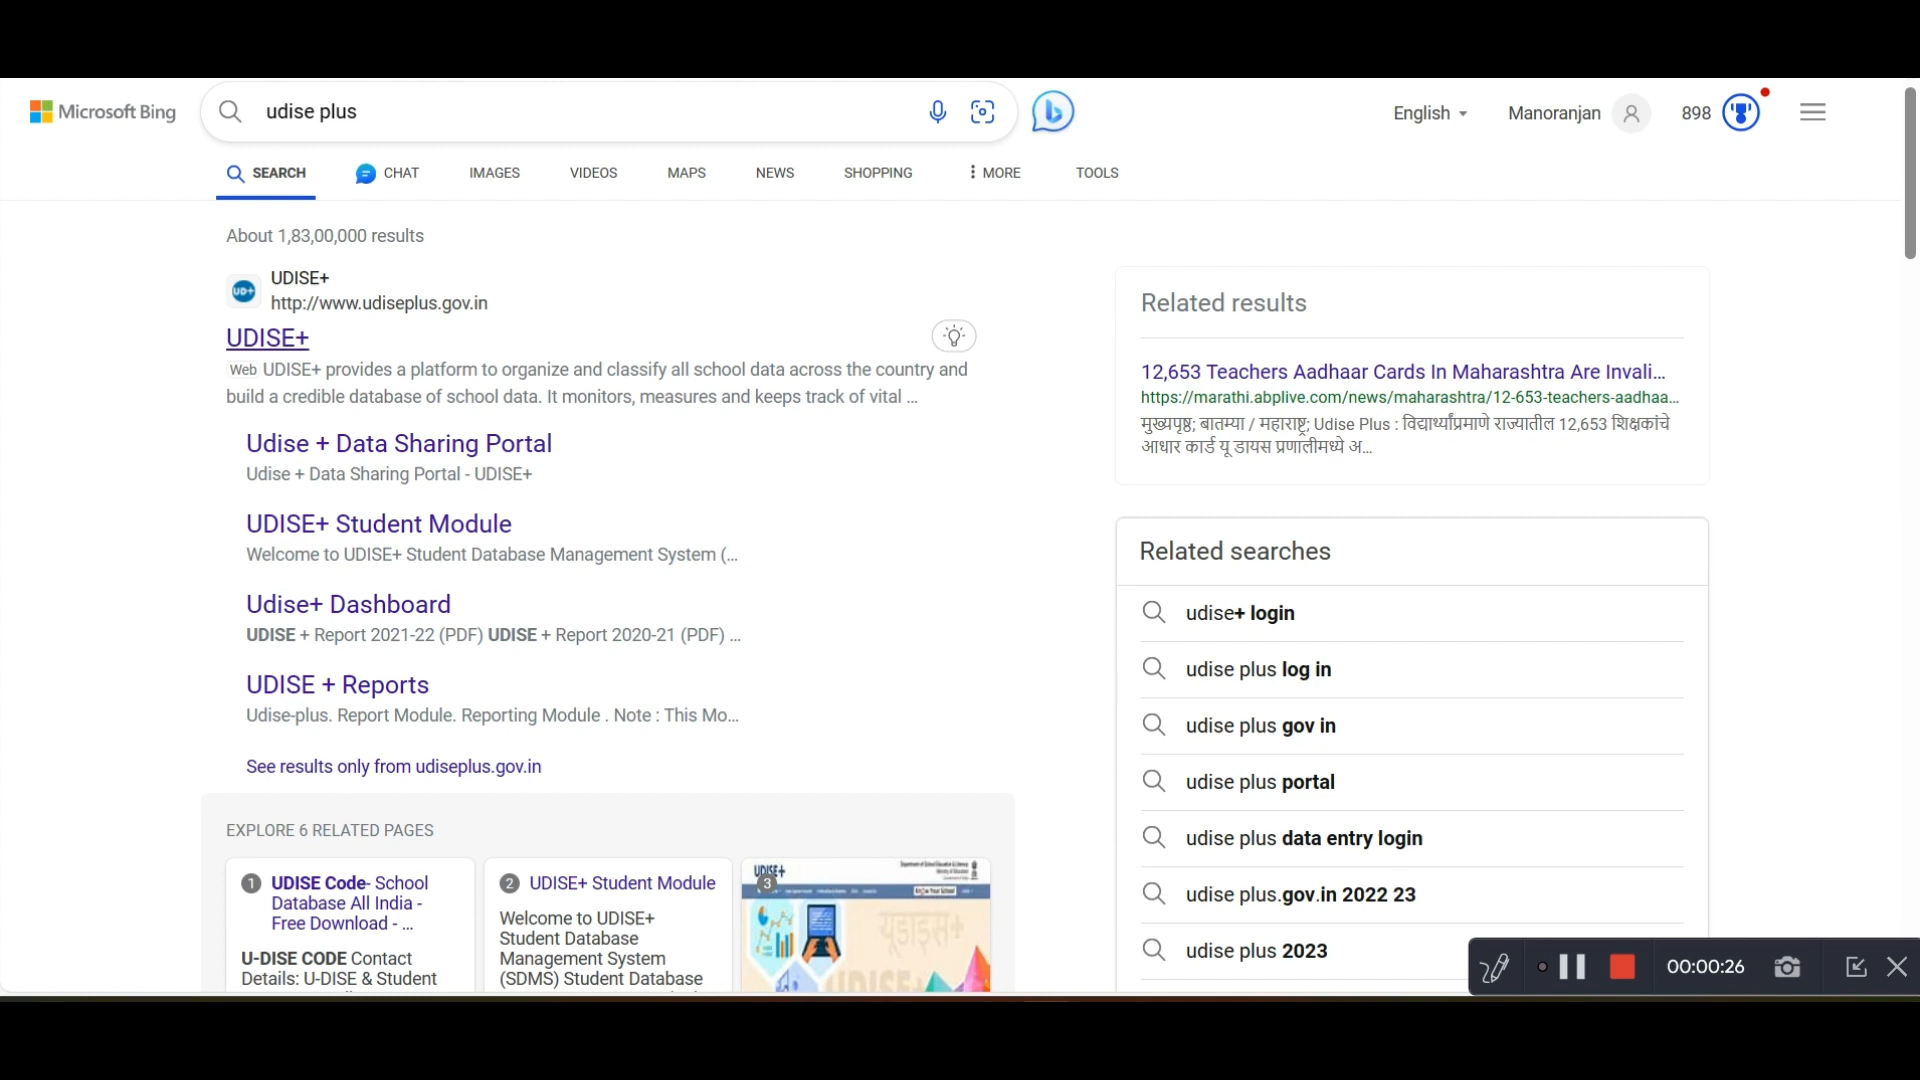 Microsoft Bing
udise plus
English
Manoranjan
898
SEARCH
CHAT
IMAGES
VIDEOS
MAPS
NEWS
SHOPPING
MORE
TOOLS
About 1,83,00,000 results
UD+
UDISE+
http://www.udiseplus.gov.in
UDISE+
Web UDISE+ provides a platform to organize and classify all school data across the country and
build a credible database of school data. It monitors, measures and keeps track of vital ...
Udise + Data Sharing Portal
Udise + Data Sharing Portal - UDISE+
UDISE+ Student Module
Welcome to UDISE+ Student Database Management System (...
Udise+ Dashboard
UDISE + Report 2021-22 (PDF) UDISE + Report 2020-21 (PDF) ...
UDISE + Reports
Udise-plus. Report Module. Reporting Module . Note : This Mo...
See results only from udiseplus.gov.in
EXPLORE 6 RELATED PAGES
1 UDISE Code- School
Database All India -
Free Download - ...
U-DISE CODE Contact
Details: U-DISE & Student
2 UDISE+ Student Module
Welcome to UDISE+
Student Database
Management System
(SDMS) Student Database
3
UDISE+
Know Your School
यूडाइस+
UDISE+
Related results
12,653 Teachers Aadhaar Cards In Maharashtra Are Invali...
https://marathi.abplive.com/news/maharashtra/12-653-teachers-aadhaa...
मुख्यपृष्ठ; बातम्या / महाराष्ट्र; Udise Plus : विद्यार्थ्यांप्रमाणे राज्यातील 12,653 शिक्षकांचे
आधार कार्ड यू डायस प्रणालीमध्ये अ...
Related searches
udise+ login
udise plus log in
udise plus gov in
udise plus portal
udise plus data entry login
udise plus.gov.in 2022 23
udise plus 2023
00:00:26